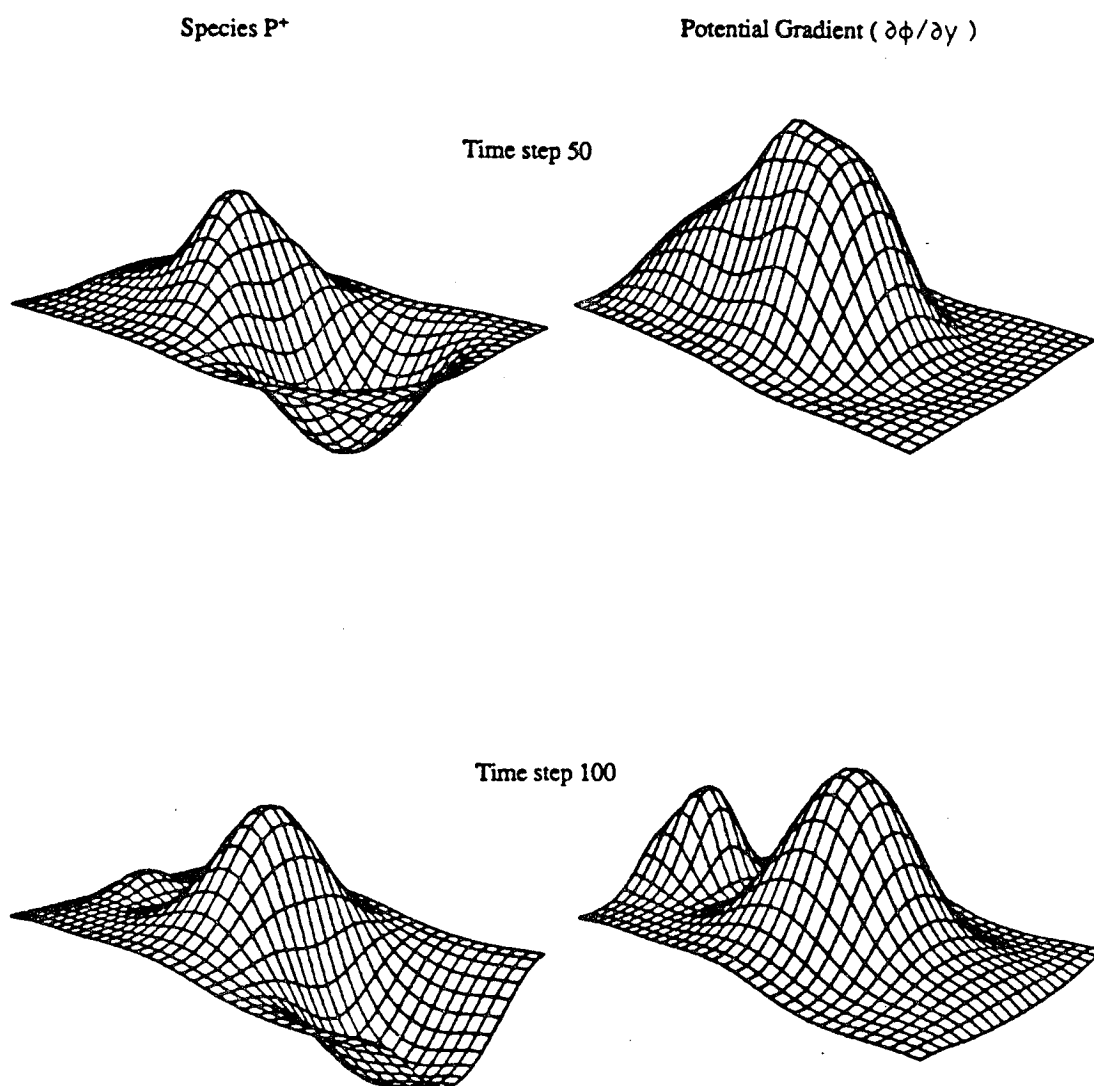 Species P⁺
Potential Gradient ( ∂ϕ/∂y )
Time step 50
Time step 100